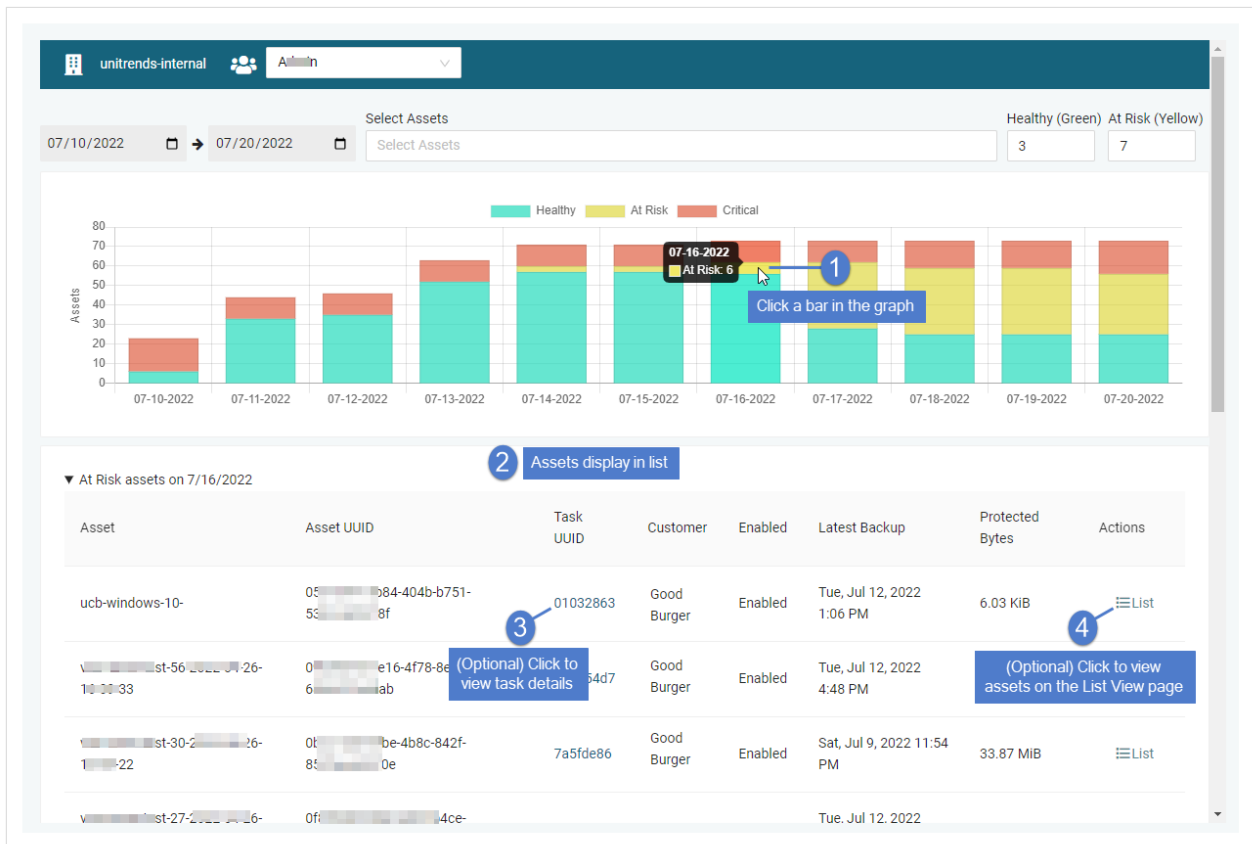 unitrends-internal
07/10/2022 07/20/2022
Select Assets
Select Assets
Healthy (Green) At Risk (Yellow)
3 7
Healthy At Risk Critical
80
70
60
50
40
30
20
10
0
Assets
07-16-2022
At Risk: 6
1
Click a bar in the graph
07-10-2022 07-11-2022 07-12-2022 07-13-2022 07-14-2022 07-15-2022 07-16-2022 07-17-2022 07-18-2022 07-19-2022 07-20-2022
2 Assets display in list
▼ At Risk assets on 7/16/2022
Asset Asset UUID Task UUID Customer Enabled Latest Backup Protected Bytes Actions
ucb-windows-10- 01032863 Good Burger Enabled Tue, Jul 12, 2022 1:06 PM 6.03 KiB List
3
(Optional) Click to
view task details
4
(Optional) Click to view
assets on the List View page
Good Burger Enabled Tue, Jul 12, 2022 4:48 PM
7a5fde86 Good Burger Enabled Sat, Jul 9, 2022 11:54 PM 33.87 MiB List
Tue, Jul 12, 2022